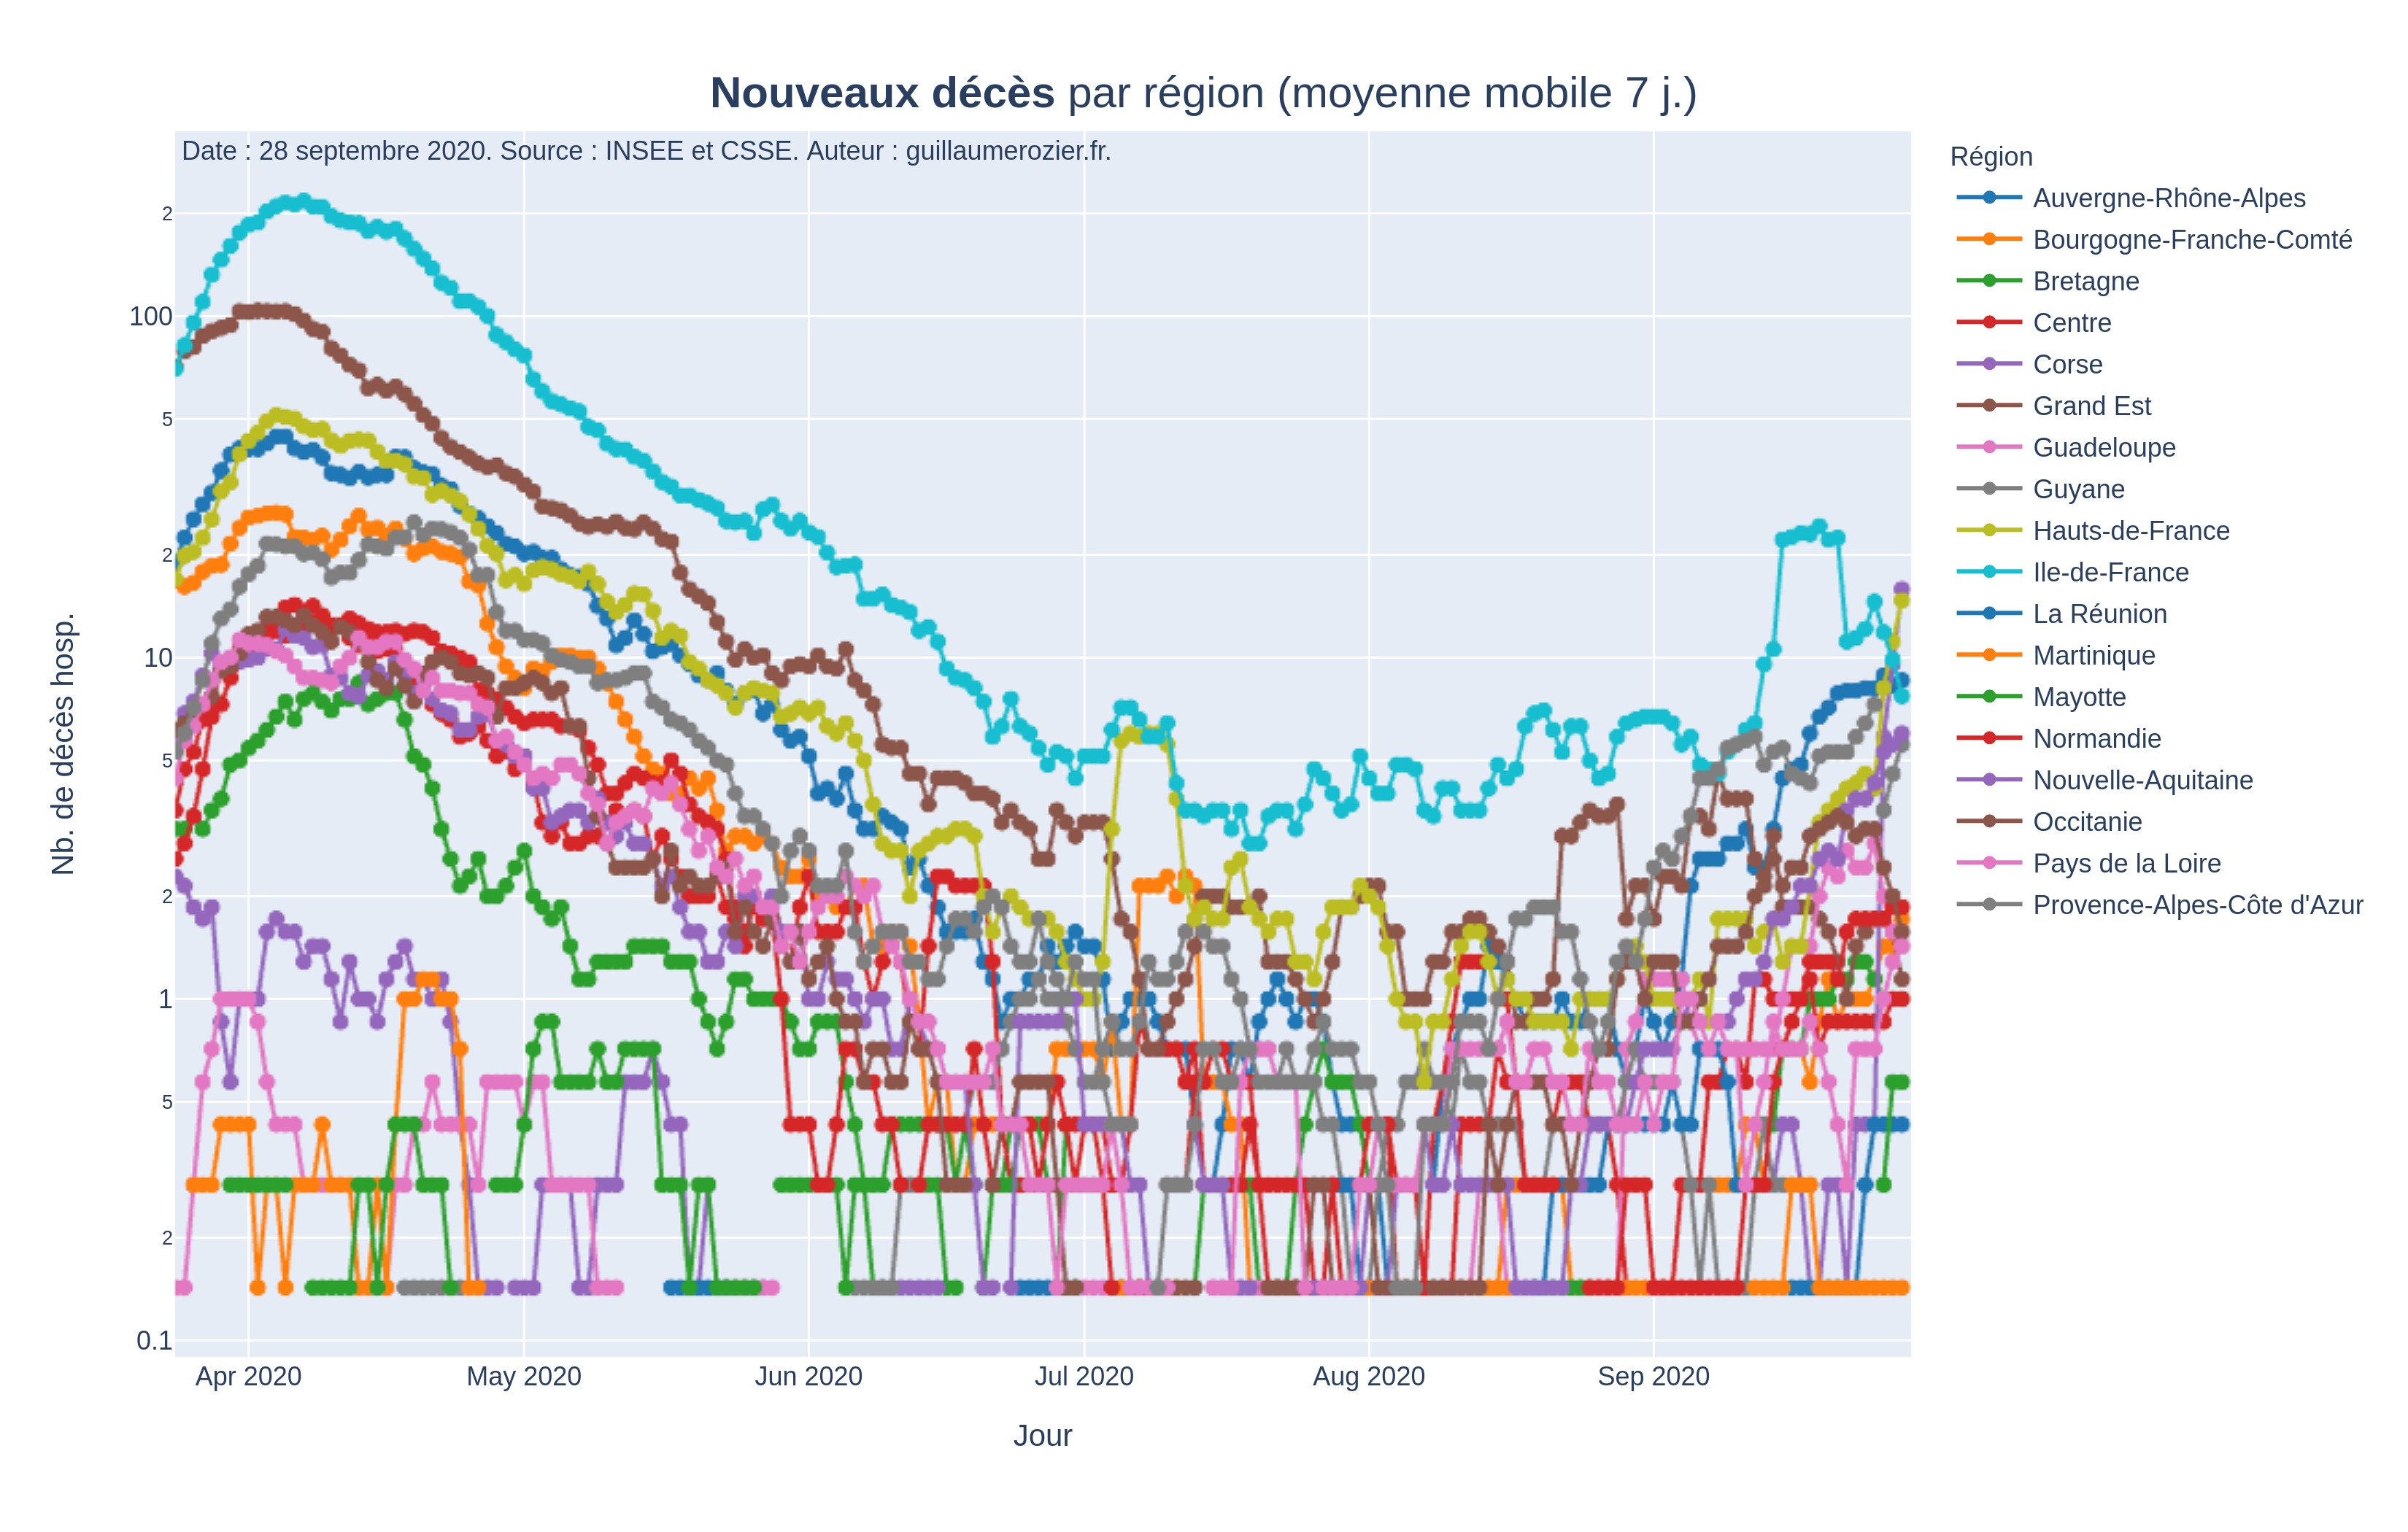 Nouveaux décès par région (moyenne mobile 7 j.)
Date : 28 septembre 2020. Source : INSEE et CSSE. Auteur : guillaumerozier.fr.
Nb. de décès hosp.
2
100
5
2
10
5
2
1
5
2
0.1
Apr 2020
May 2020
Jun 2020
Jul 2020
Aug 2020
Sep 2020
Jour
Région
Auvergne-Rhône-Alpes
Bourgogne-Franche-Comté
Bretagne
Centre
Corse
Grand Est
Guadeloupe
Guyane
Hauts-de-France
Ile-de-France
La Réunion
Martinique
Mayotte
Normandie
Nouvelle-Aquitaine
Occitanie
Pays de la Loire
Provence-Alpes-Côte d'Azur